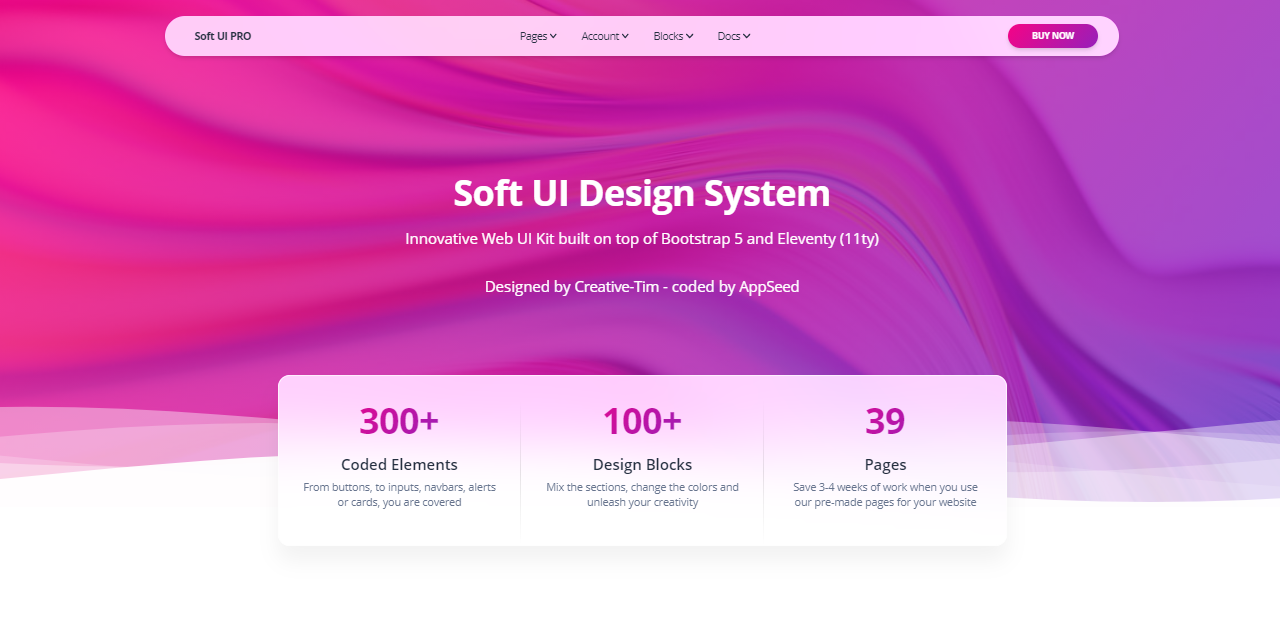 Soft UI PRO
Pages
Account
Blocks
Docs
BUY NOW
Soft UI Design System
Innovative Web UI Kit built on top of Bootstrap 5 and Eleventy (11ty)
Designed by Creative-Tim - coded by AppSeed
300+
Coded Elements
From buttons, to inputs, navbars, alerts
or cards, you are covered
100+
Design Blocks
Mix the sections, change the colors and
unleash your creativity
39
Pages
Save 3-4 weeks of work when you use
our pre-made pages for your website